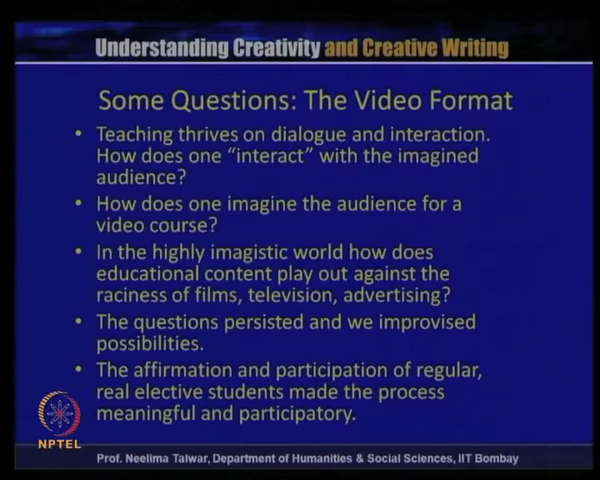 Understanding Creativity and Creative Writing
Some Questions: The Video Format
• Teaching thrives on dialogue and interaction.
How does one “interact” with the imagined
audience?
• How does one imagine the audience for a
video course?
• In the highly imagistic world how does
educational content play out against the
raciness of films, television, advertising?
• The questions persisted and we improvised
possibilities.
• The affirmation and participation of regular,
real elective students made the process
meaningful and participatory.
NPTEL
Prof. Neelima Talwar, Department of Humanities & Social Sciences, IIT Bombay